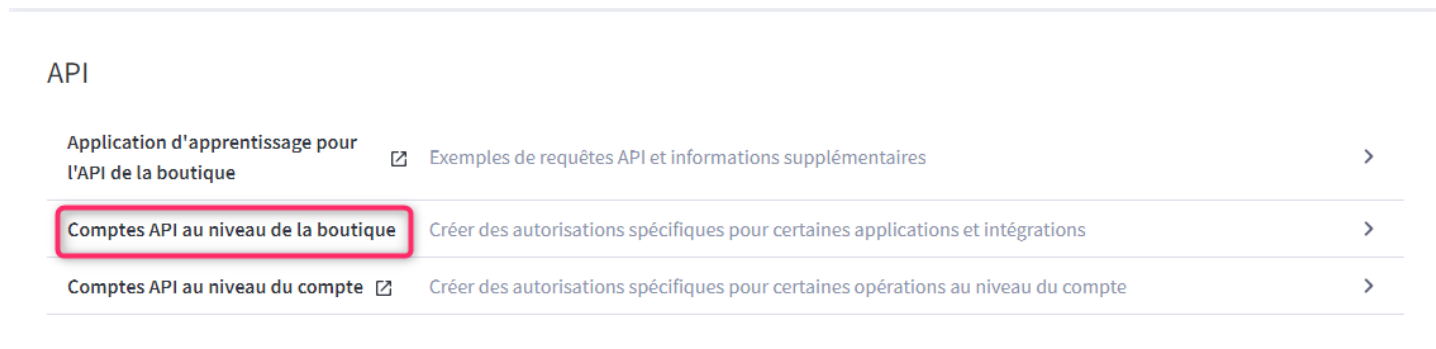 API
Application d'apprentissage pour
l'API de la boutique
Exemples de requêtes API et informations supplémentaires
Comptes API au niveau de la boutique
Créer des autorisations spécifiques pour certaines applications et intégrations
Comptes API au niveau du compte
Créer des autorisations spécifiques pour certaines opérations au niveau du compte